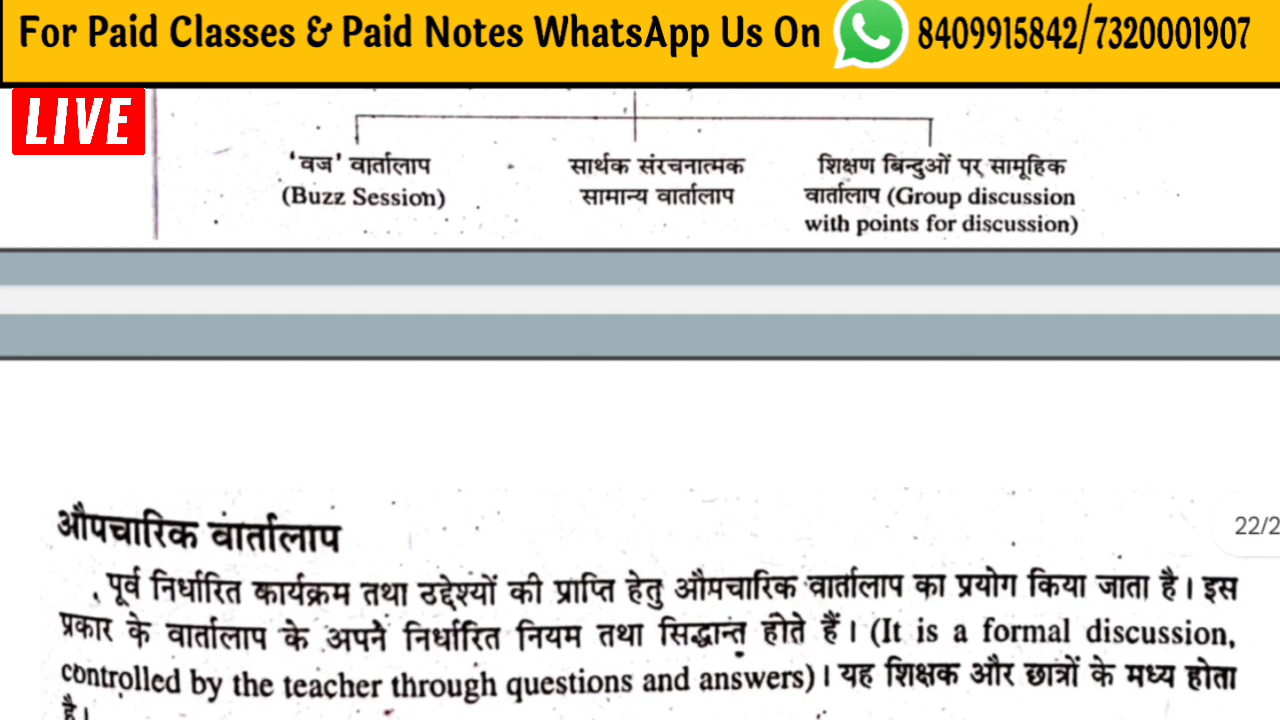 For Paid Classes & Paid Notes WhatsApp Us On 8409915842/7320001907
LIVE
'वज' वार्तालाप
(Buzz Session)
सार्थक संरचनात्मक
सामान्य वार्तालाप
शिक्षण बिन्दुओं पर सामूहिक
वार्तालाप (Group discussion
with points for discussion)
औपचारिक वार्तालाप
22/2
पूर्व निर्धारित कार्यक्रम तथा उद्देश्यों की प्राप्ति हेतु औपचारिक वार्तालाप का प्रयोग किया जाता है। इस
प्रकार के वार्तालाप के अपने निर्धारित नियम तथा सिद्धान्त होते हैं। (It is a formal discussion,
controlled by the teacher through questions and answers)। यह शिक्षक और छात्रों के मध्य होता
है।